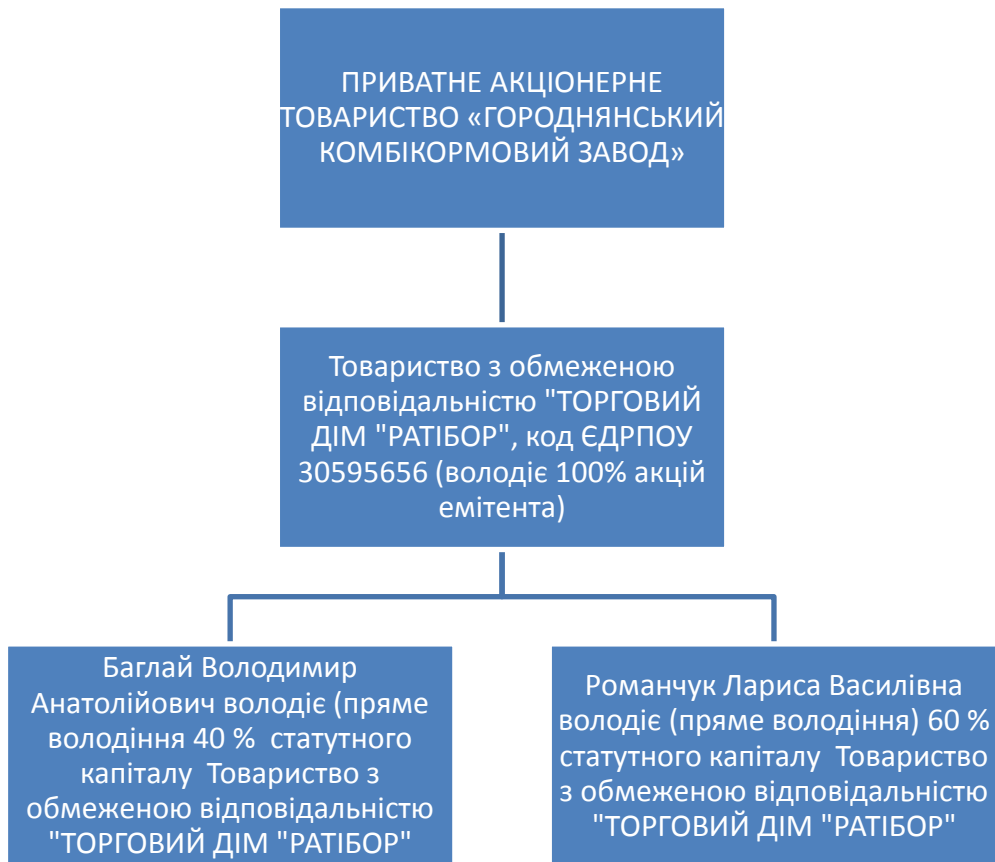 ПРИВАТНЕ АКЦІОНЕРНЕ
ТОВАРИСТВО «ГОРОДНЯНСЬКИЙ
КОМБІКОРМОВИЙ ЗАВОД»
Товариство з обмеженою
відповідальністю "ТОРГОВИЙ
ДІМ "РАТІБОР", код ЄДРПОУ
30595656 (володіє 100% акцій
емітента)
Баглай Володимир
Анатолійович володіє (пряме
володіння 40 %  статутного
капіталу  Товариство з
обмеженою відповідальністю
"ТОРГОВИЙ ДІМ "РАТІБОР"
Романчук Лариса Василівна
володіє (пряме володіння) 60 %
статутного капіталу  Товариство
з обмеженою відповідальністю
"ТОРГОВИЙ ДІМ "РАТІБОР"